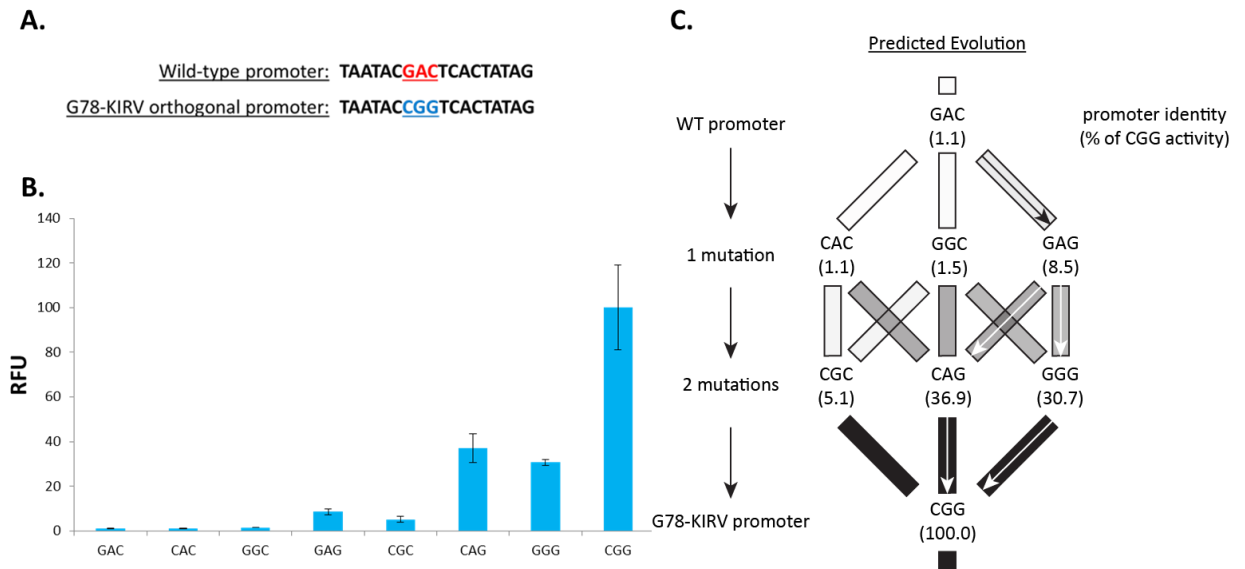 A.
Wild-type promoter: TAATACGACTCACTATAG
G78-KIRV orthogonal promoter: TAATACCGGTCACTATAG
B.
RFU
140
120
100
80
60
40
20
0
GAC CAC GGC GAG CGC CAG GGG CGG
C.
Predicted Evolution
WT promoter
1 mutation
2 mutations
G78-KIRV promoter
promoter identity
(% of CGG activity)
GAC
(1.1)
CAC GGC GAG
(1.1) (1.5) (8.5)
CGC CAG GGG
(5.1) (36.9) (30.7)
CGG
(100.0)